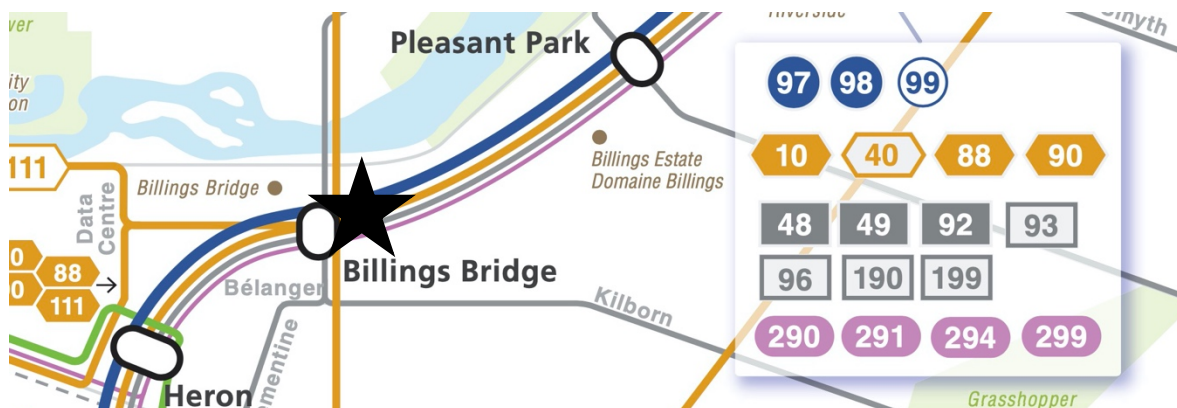 Riverside
Smyth
Pleasant Park
Billings Estate
Domaine Billings
111
Data
Centre
Billings Bridge
88
111
Bélanger
Billings Bridge
Kilborn
Heron
97 98 99
10 40 88 90
48 49 92 93
96 190 199
290 291 294 299
Grasshopper